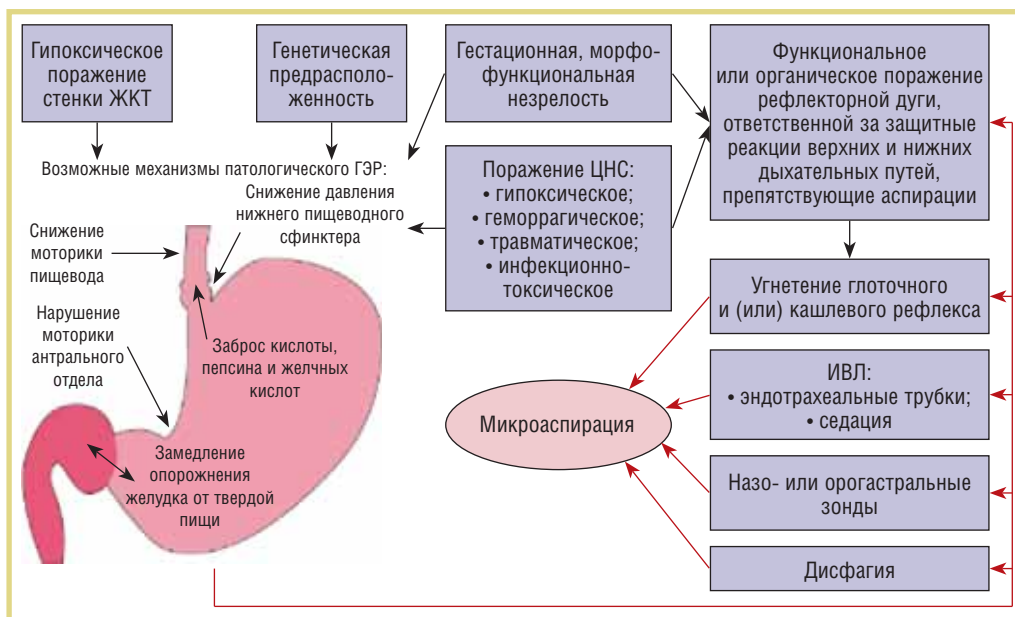 Гипоксическое
поражение
стенки ЖКТ
Генетическая
предрасполо-
женность
Гестационная, морфо-
функциональная
незрелость
Функциональное
или органическое поражение
рефлекторной дуги,
ответственной за защитные
реакции верхних и нижних
дыхательных путей,
препятствующие аспирации
Возможные механизмы патологического ГЭР:
Снижение давления
нижнего пищеводного
сфинктера
Поражение ЦНС:
• гипоксическое;
• геморрагическое;
• травматическое;
• инфекционно-
токсическое
Снижение
моторики
пищевода
Нарушение
моторики
антрального
отдела
Заброс кислоты,
пепсина и желчных
кислот
Замедление
опорожнения
желудка от твердой
пищи
Угнетение глоточного
и (или) кашлевого рефлекса
ИВЛ:
• эндотрахеальные трубки;
• седация
Микроаспирация
Назо- или орогастральные
зонды
Дисфагия